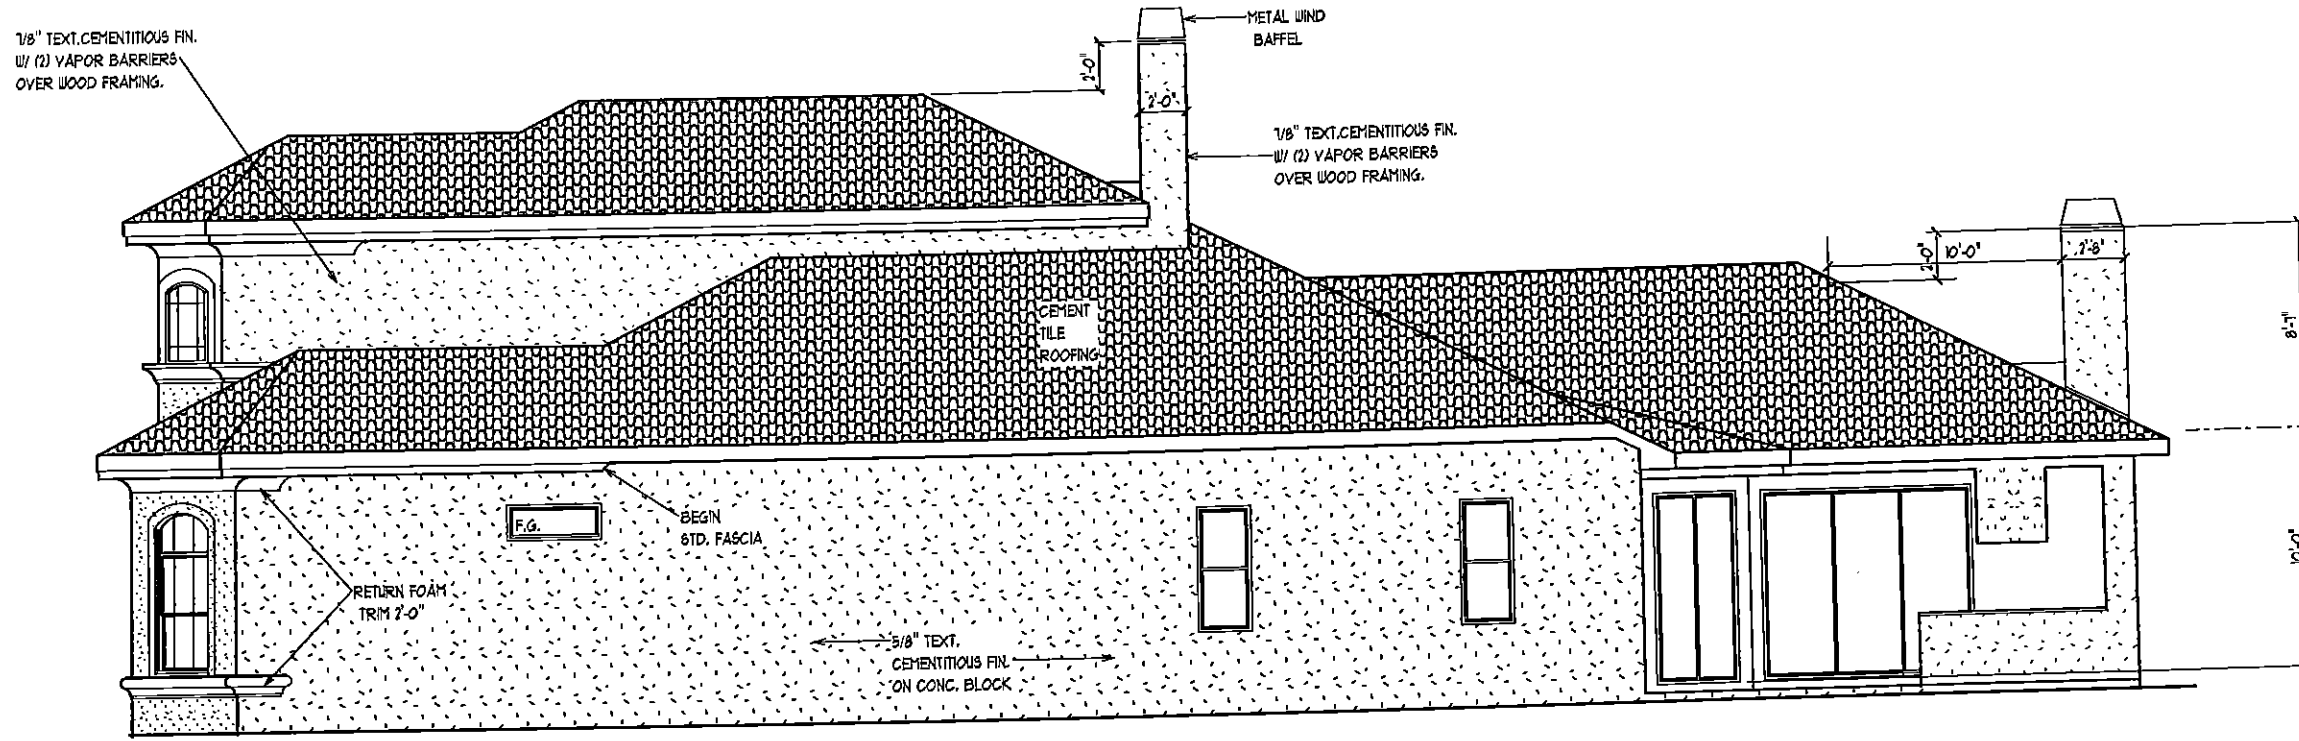 METAL WIND
BAFFEL
7/8" TEXT.CEMENTITIOUS FIN.
W/ (2) VAPOR BARRIERS
OVER WOOD FRAMING.
2'-0"
2'-0"
7/8" TEXT.CEMENTITIOUS FIN.
W/ (2) VAPOR BARRIERS
OVER WOOD FRAMING.
2'-0"
10'-0"
2'-8"
8'-7"
CEMENT
TILE
ROOFING
F.G.
BEGIN
STD. FASCIA
10'-0"
RETURN FOAM
TRIM 2'-0"
5/8" TEXT.
CEMENTITIOUS FIN.
ON CONC. BLOCK